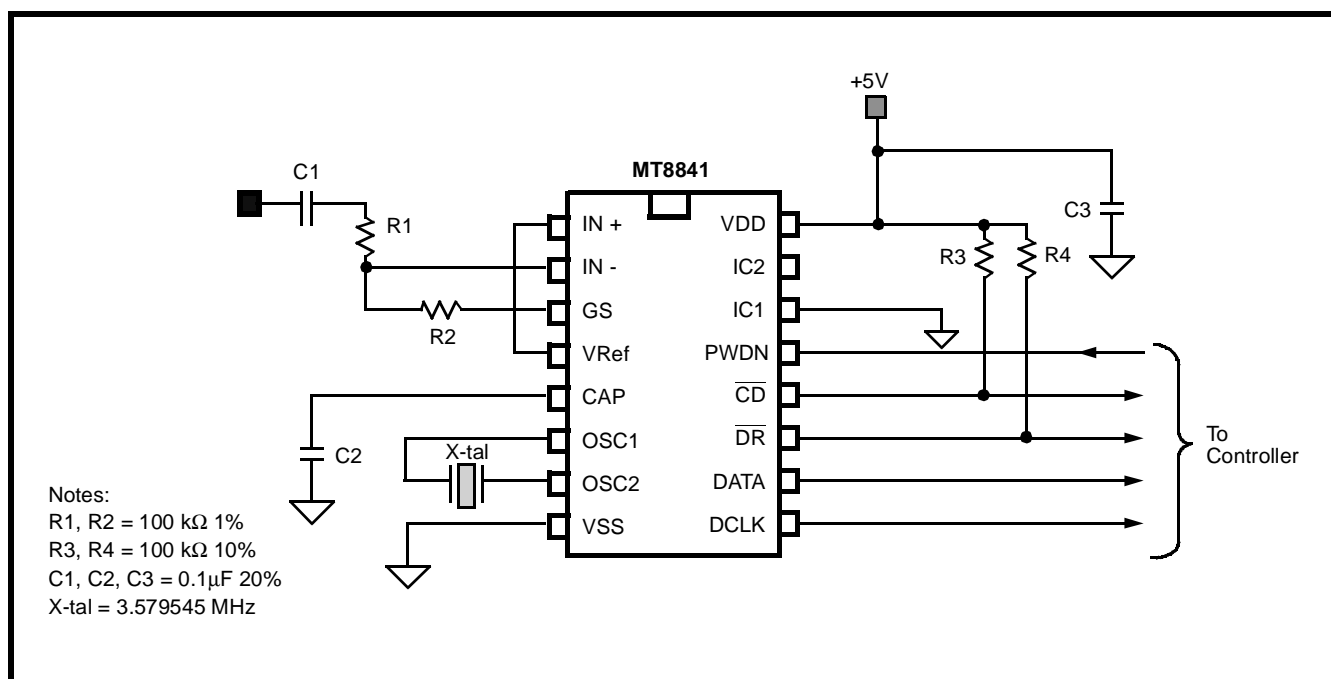 +5V
MT8841
C1
R1
R2
C2
X-tal
IN +
IN -
GS
VRef
CAP
OSC1
OSC2
VSS
VDD
IC2
IC1
PWDN
CD
DR
DATA
DCLK
R3
R4
C3
To
Controller
Notes:
R1, R2 = 100 kΩ 1%
R3, R4 = 100 kΩ 10%
C1, C2, C3 = 0.1μF 20%
X-tal = 3.579545 MHz